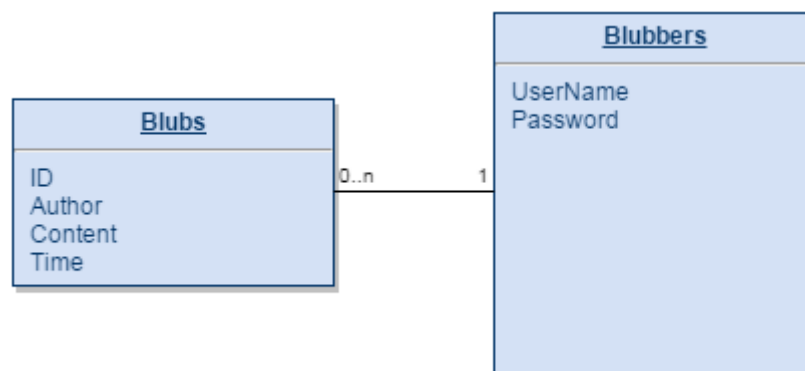 Blubs
ID
Author
Content
Time
0..n
1
Blubbers
UserName
Password